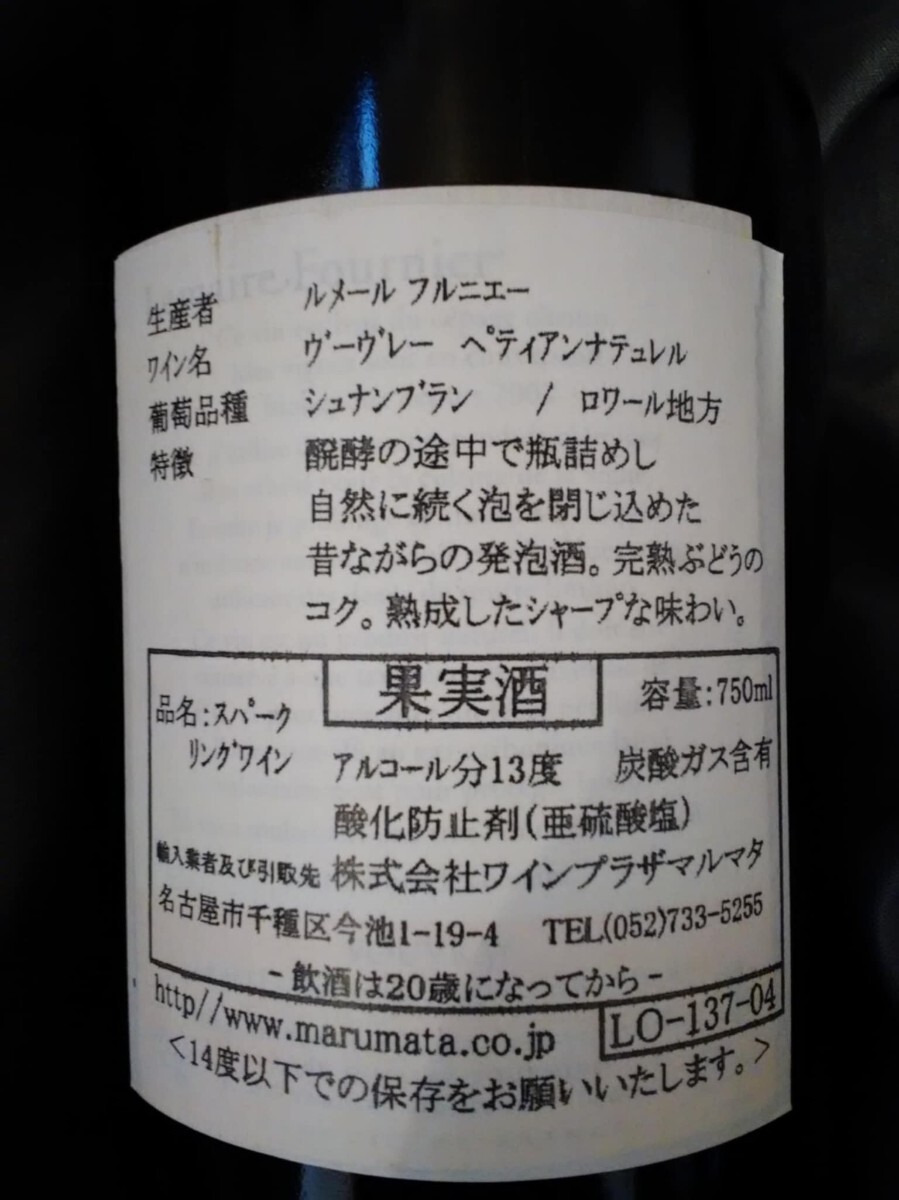 Lemaire.Fournier
生産者 ルメール フルニエー
ワイン名 ヴーヴレー ペティアンナテュレル
葡萄品種 シュナンブラン / ロワール地方
特徴 醗酵の途中で瓶詰めし
自然に続く泡を閉じ込めた
昔ながらの発泡酒。完熟ぶどうの
コク。熟成したシャープな味わい。
果実酒 容量:750ml
品名:スパーク
リングワイン アルコール分13度 炭酸ガス含有
酸化防止剤(亜硫酸塩)
輸入業者及び引取先 株式会社ワインプラザマルマタ
名古屋市千種区今池1-19-4 TEL(052)733-5255
-飲酒は20歳になってから-
http//www.marumata.co.jp LO-137-04
<14度以下での保存をお願いいたします。>